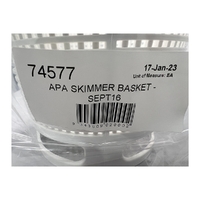 74577
17-Jan-23
Unit of Measure: EA
APA SKIMMER BASKET -
SEPT16